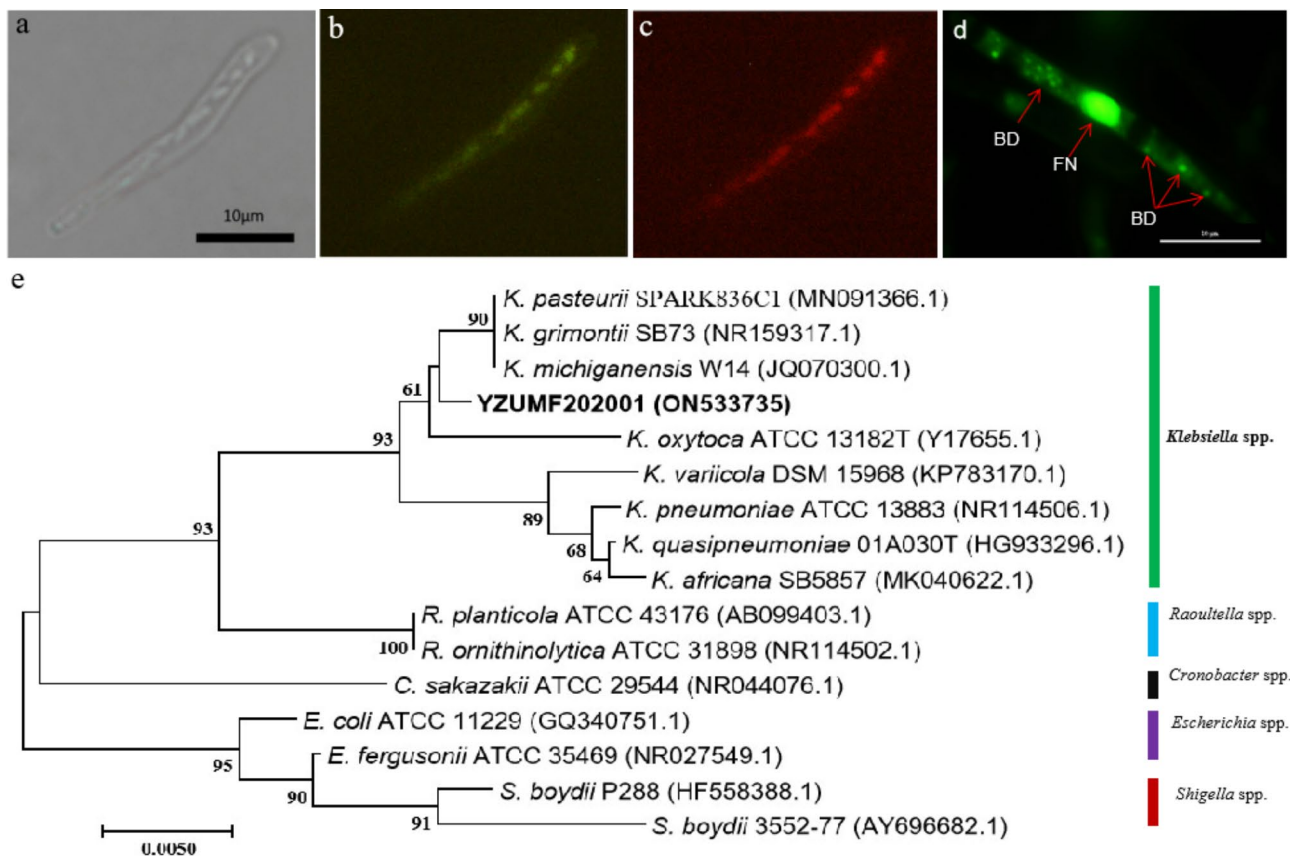 a
b
c
d
10μm
BD
FN
BD
10 μm
e
K. pasteurii SPARK836C1 (MN091366.1)
90
K. grimontii SB73 (NR159317.1)
K. michiganensis W14 (JQ070300.1)
61
YZUMF202001 (ON533735)
93
K. oxytoca ATCC 13182T (Y17655.1)
Klebsiella spp.
K. variicola DSM 15968 (KP783170.1)
K. pneumoniae ATCC 13883 (NR114506.1)
89
93
K. quasipneumoniae 01A030T (HG933296.1)
68
K. africana SB5857 (MK040622.1)
64
R. planticola ATCC 43176 (AB099403.1)
Raoultella spp.
R. ornithinolytica ATCC 31898 (NR114502.1)
100
C. sakazakii ATCC 29544 (NR044076.1)
Cronobacter spp.
E. coli ATCC 11229 (GQ340751.1)
Escherichia spp.
E. fergusonii ATCC 35469 (NR027549.1)
95
S. boydii P288 (HF558388.1)
Shigella spp.
90
S. boydii 3552-77 (AY696682.1)
91
0.0050